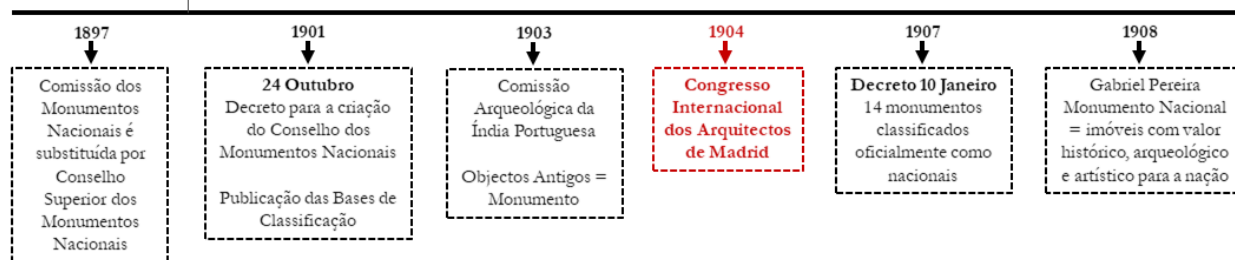 1897
Comissão dos
Monumentos
Nacionais é
substituída por
Conselho
Superior dos
Monumentos
Nacionais
1901
24 Outubro
Decreto para a criação
do Conselho dos
Monumentos Nacionais
Publicação das Bases de
Classificação
1903
Comissão
Arqueológica da
Índia Portuguesa
Objectos Antigos =
Monumento
1904
Congresso
Internacional
dos Arquitectos
de Madrid
1907
Decreto 10 Janeiro
14 monumentos
classificados
oficialmente como
nacionais
1908
Gabriel Pereira
Monumento Nacional
= imóveis com valor
histórico, arqueológico
e artístico para a nação